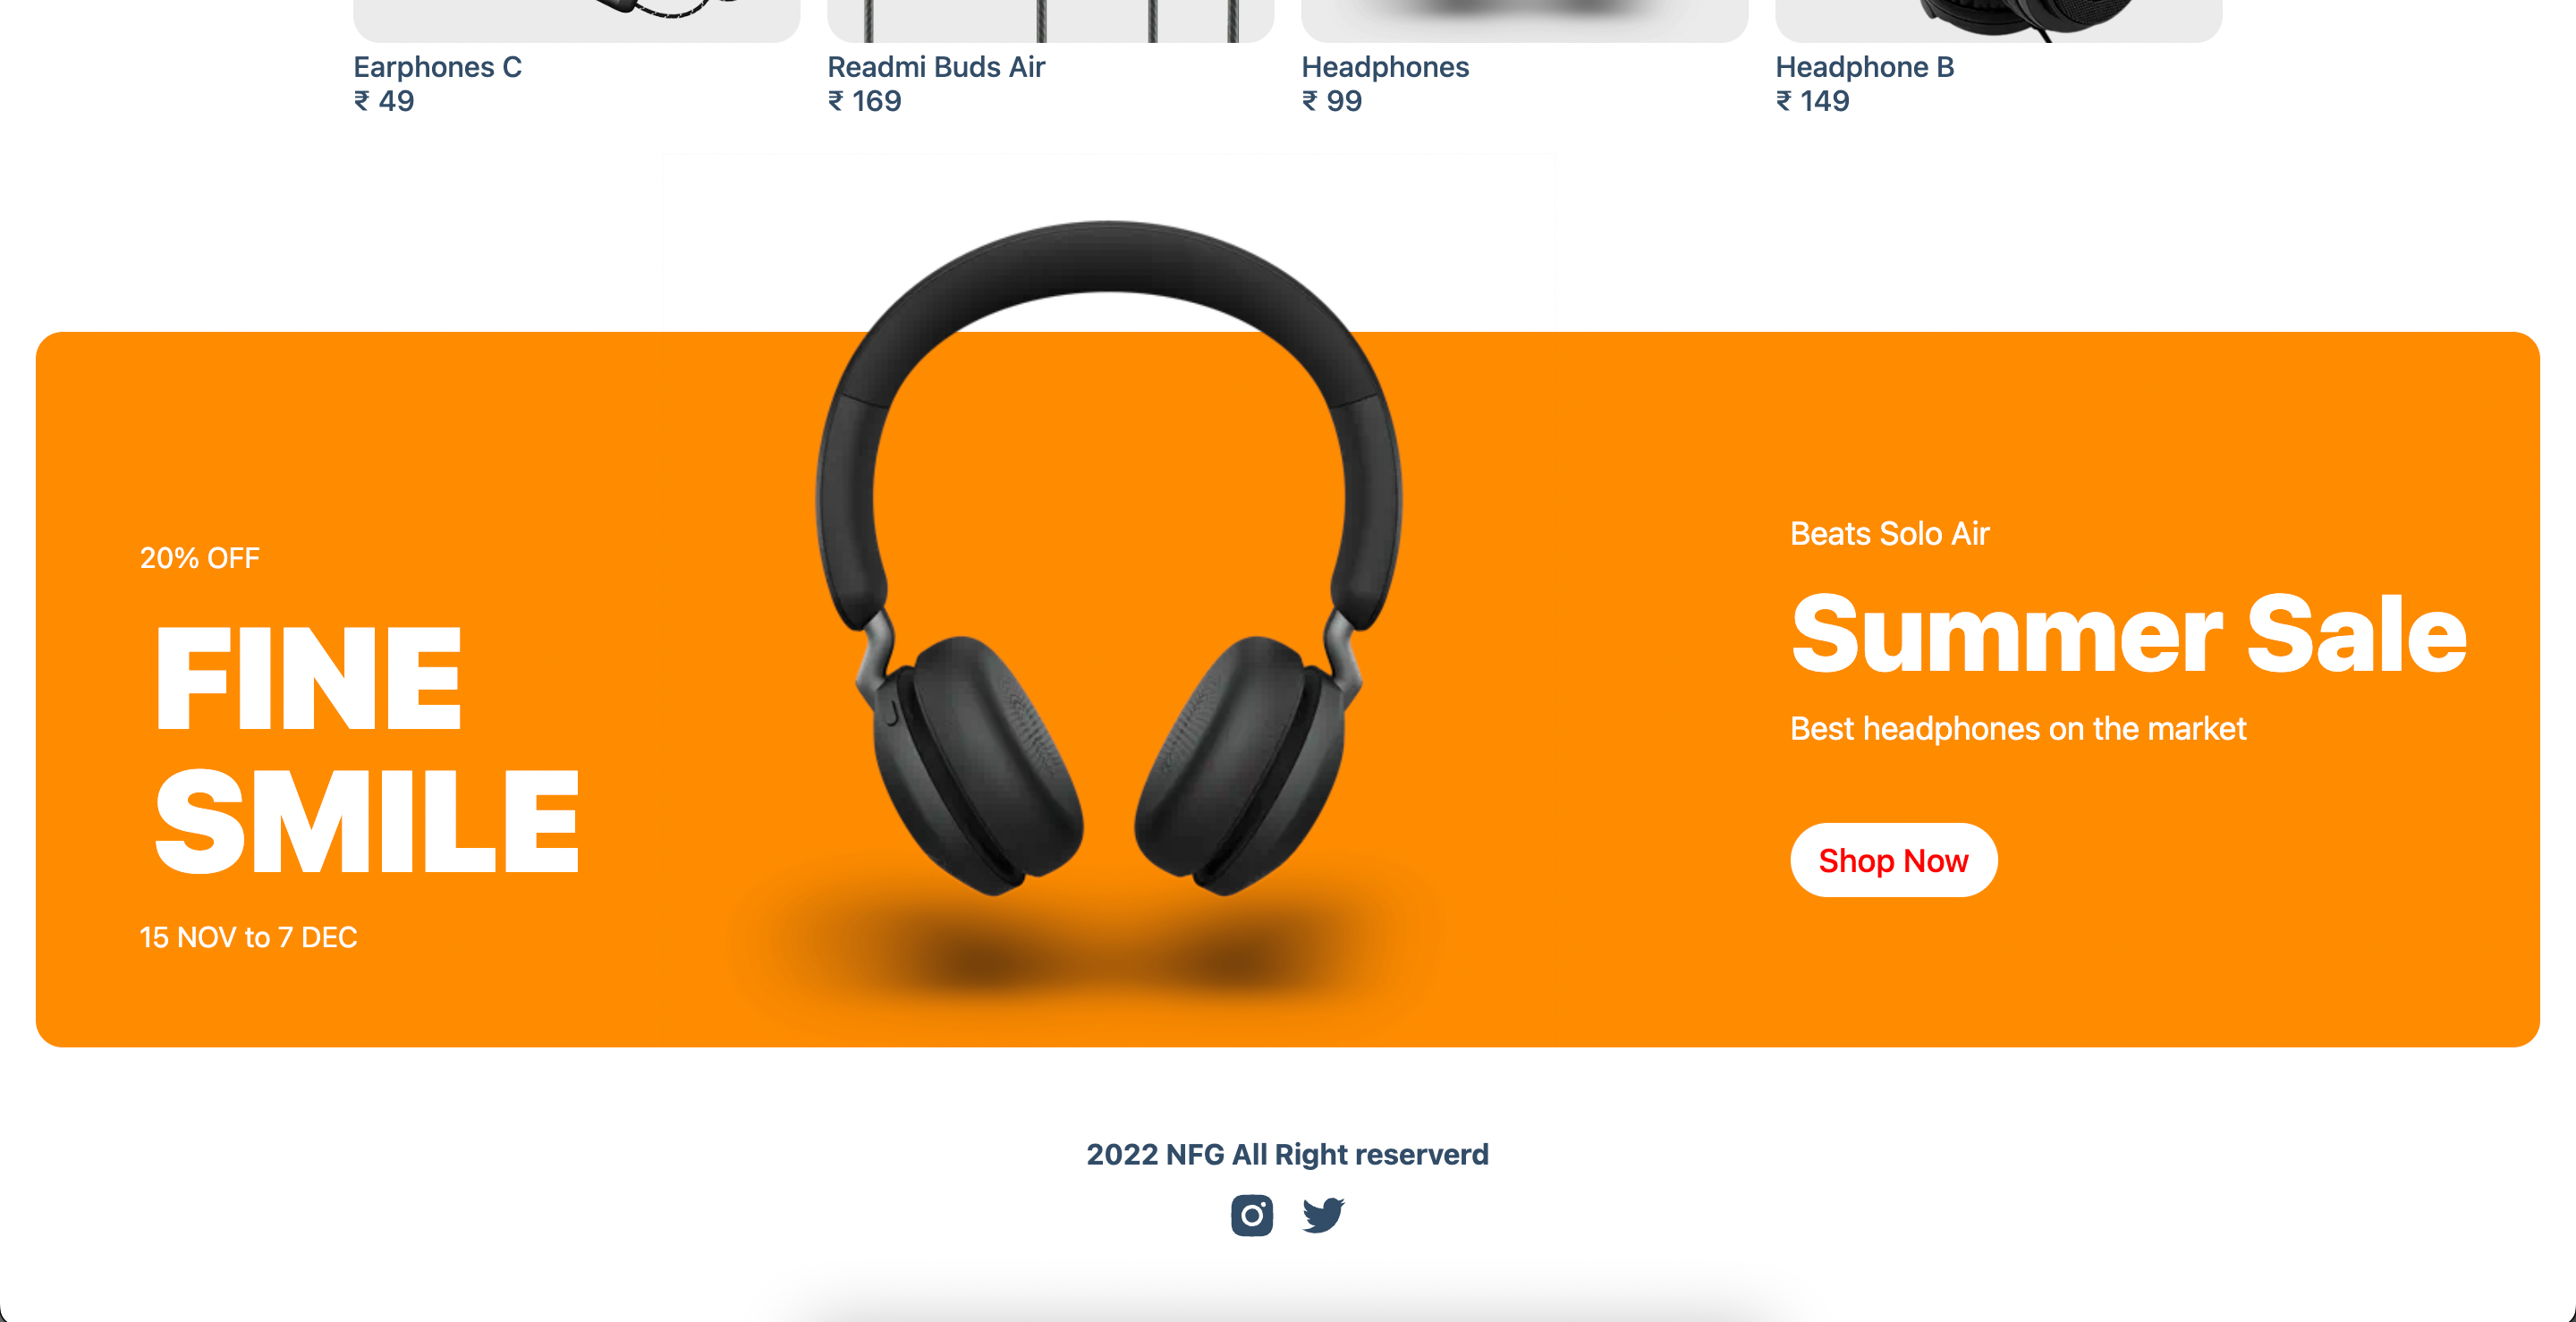 Earphones C
₹ 49
Readmi Buds Air
₹ 169
Headphones
₹ 99
Headphone B
₹ 149
20% OFF
FINE
SMILE
15 NOV to 7 DEC
Beats Solo Air
Summer Sale
Best headphones on the market
Shop Now
2022 NFG All Right reserverd